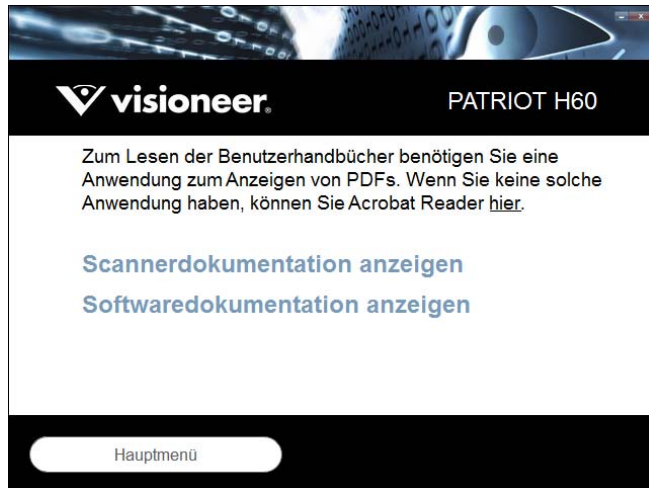 visioneer®
PATRIOT H60
Zum Lesen der Benutzerhandbücher benötigen Sie eine
Anwendung zum Anzeigen von PDFs. Wenn Sie keine solche
Anwendung haben, können Sie Acrobat Reader hier.
Scannerdokumentation anzeigen
Softwaredokumentation anzeigen
Hauptmenü